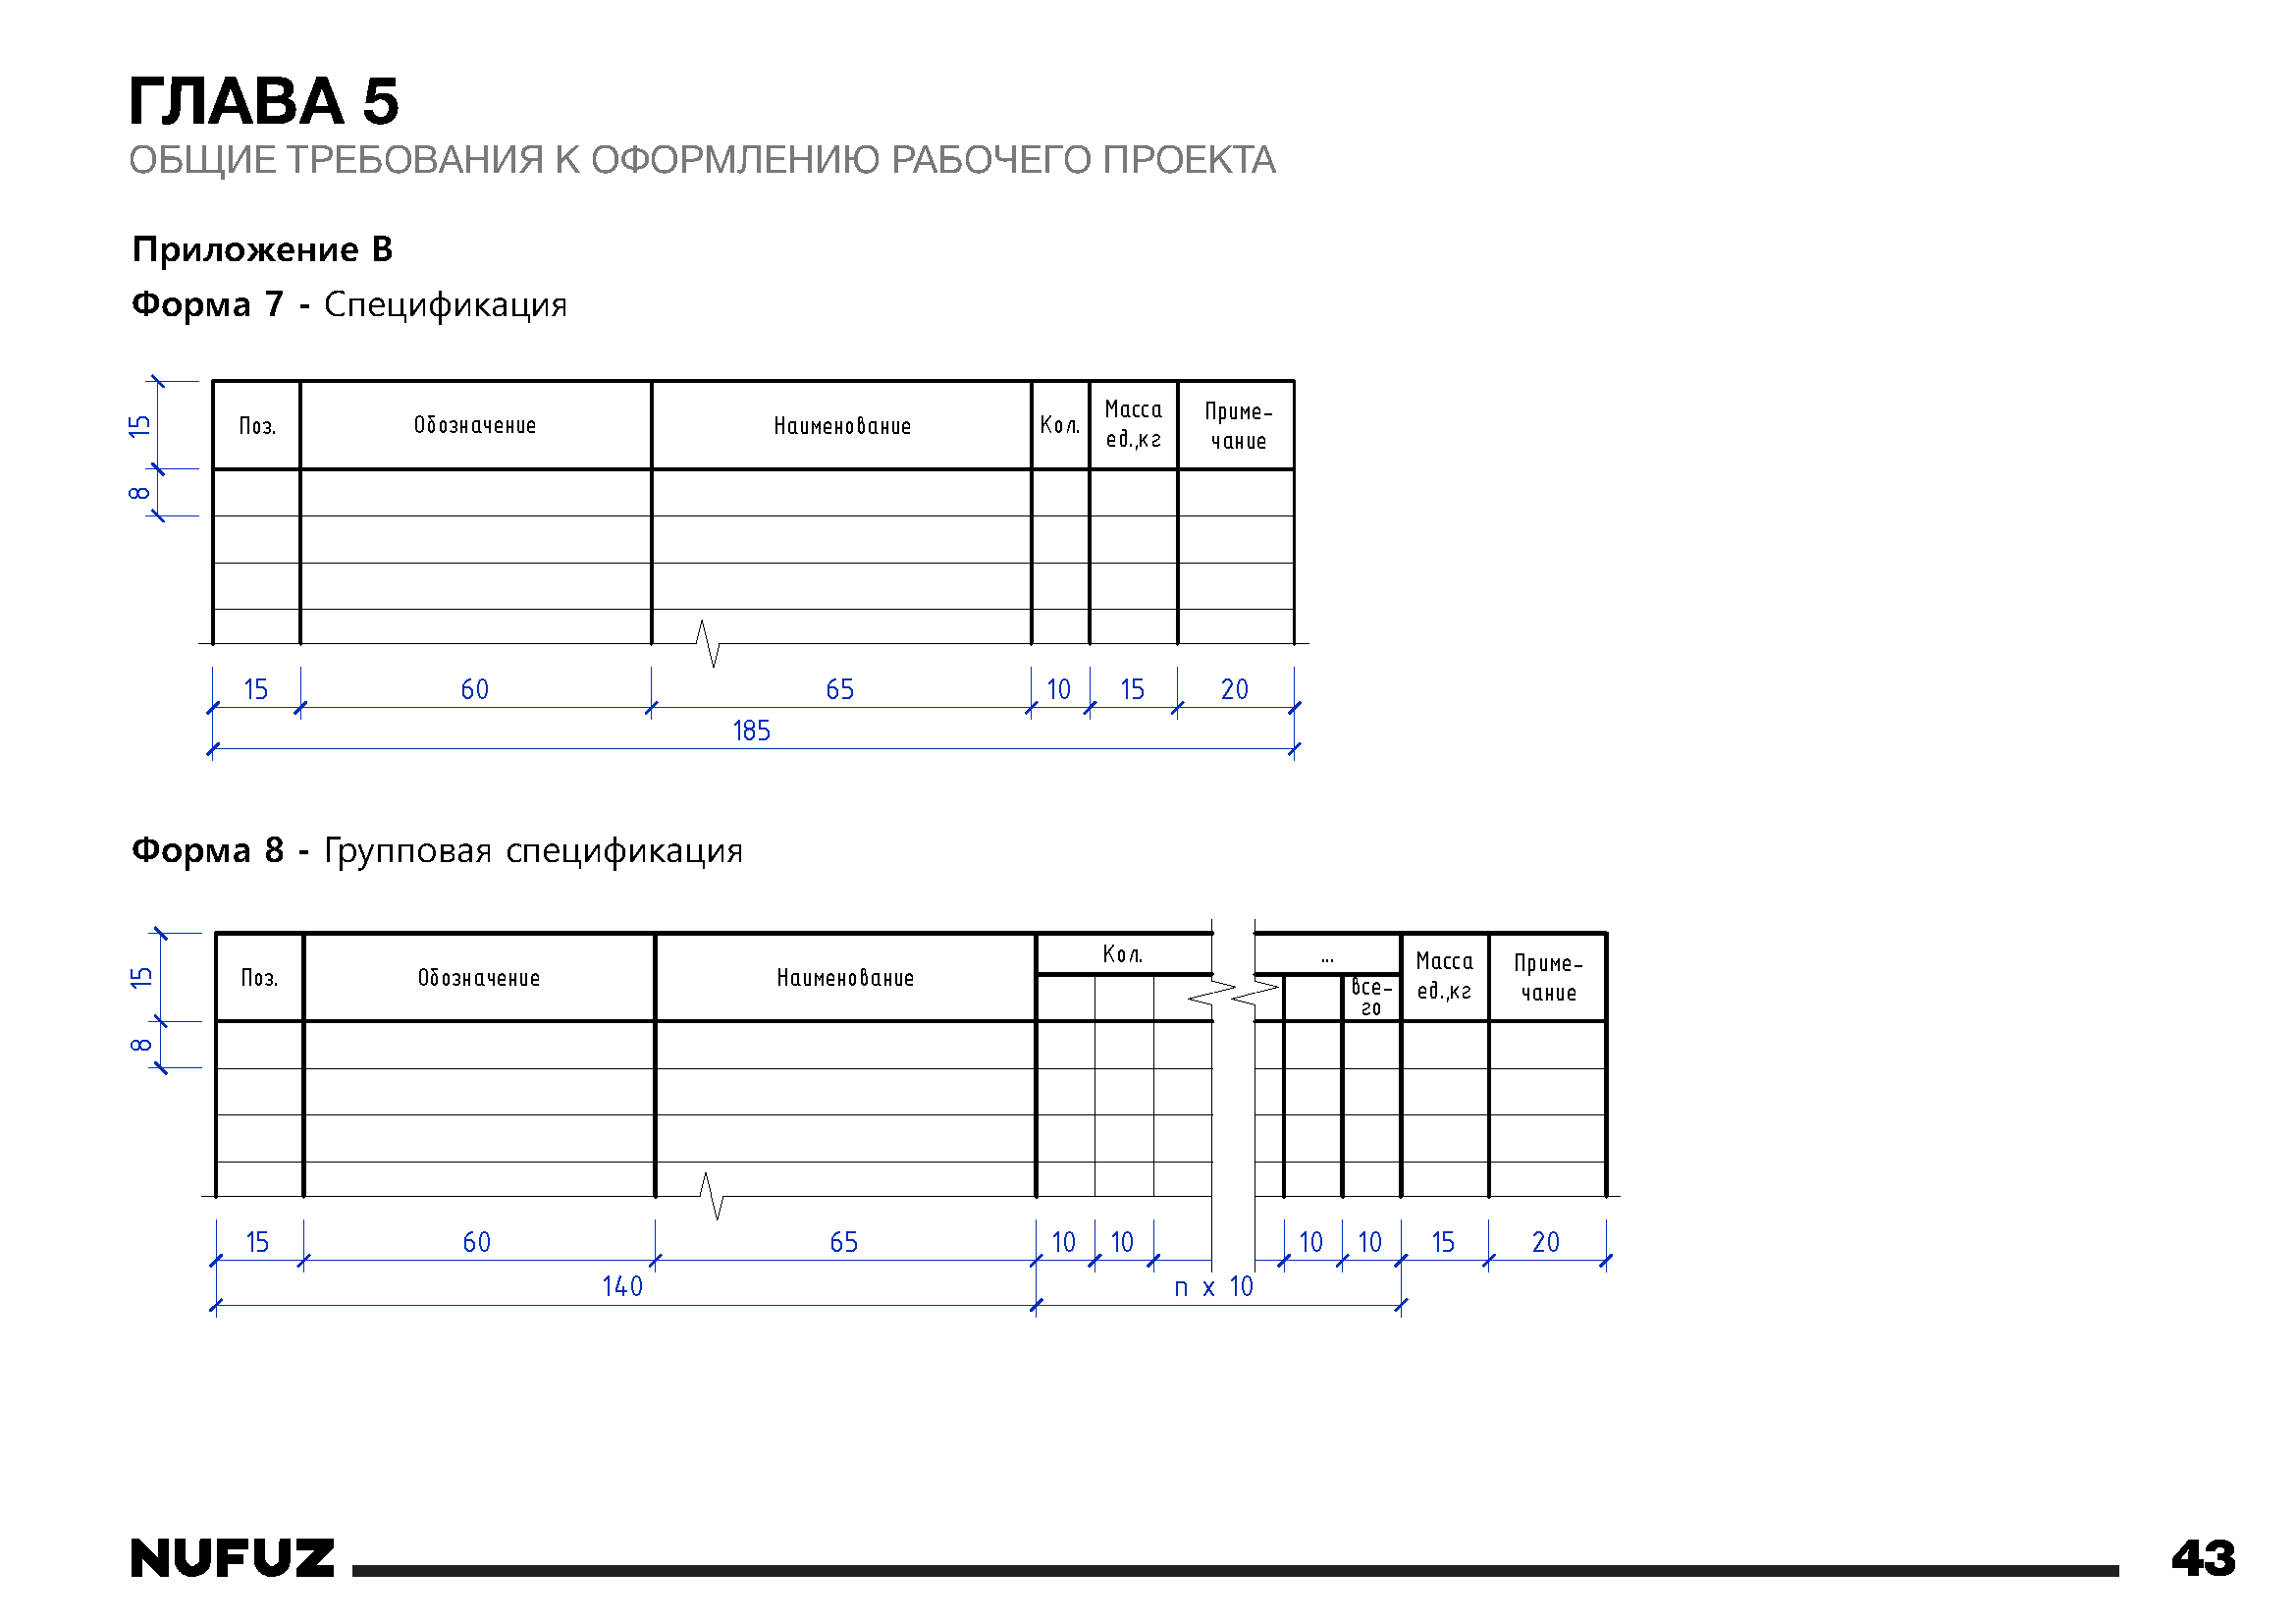 ГЛАВА 5
ОБЩИЕ ТРЕБОВАНИЯ К ОФОРМЛЕНИЮ РАБОЧЕГО ПРОЕКТА
Приложение В
Форма 7 - Спецификация
Поз. Обозначение Наименование Кол. Масса ед.,кг Приме- чание
15
8
15 60 65 10 15 20
185
Форма 8 - Групповая спецификация
Поз. Обозначение Наименование Кол. ... все- го Масса ед.,кг Приме- чание
15
8
15 60 65 10 10 10 10 15 20
140 n x 10
NUFUZ 43